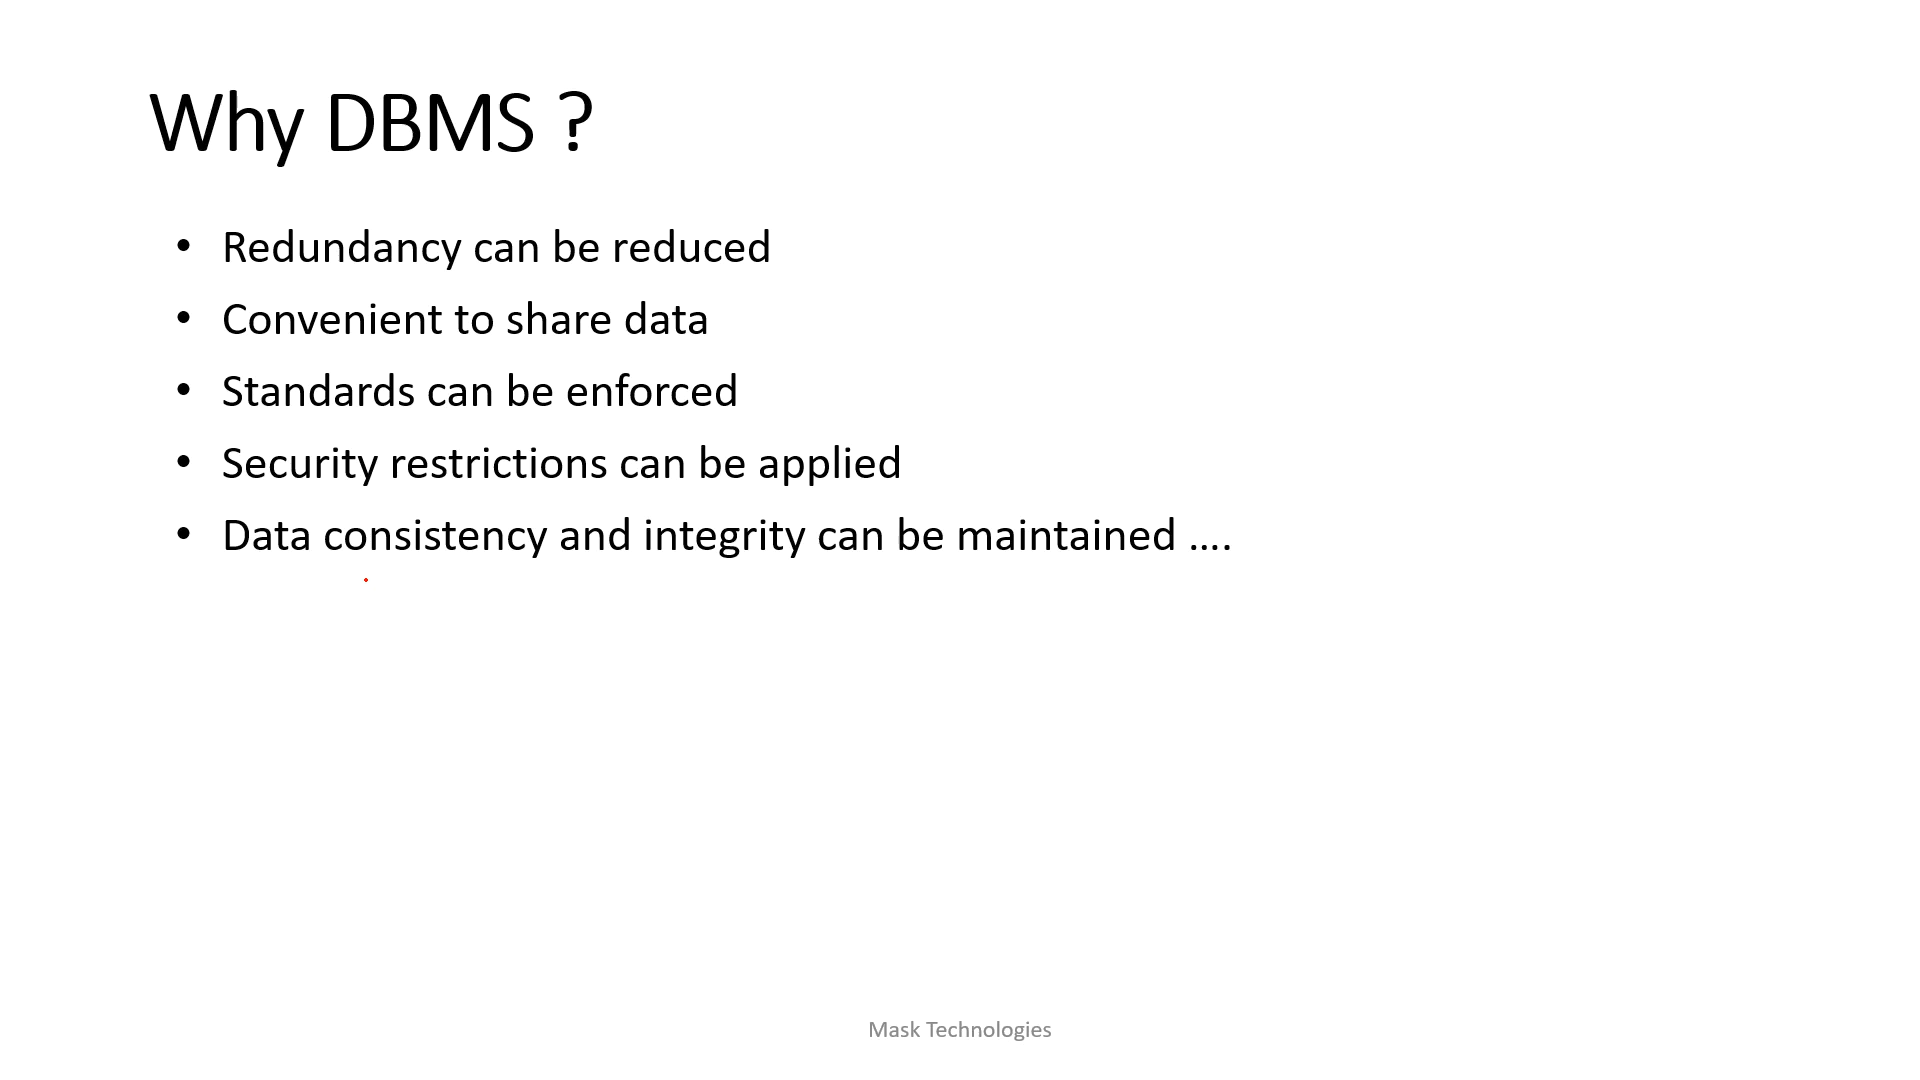 Why DBMS ?
• Redundancy can be reduced
• Convenient to share data
• Standards can be enforced
• Security restrictions can be applied
• Data consistency and integrity can be maintained ....
Mask Technologies